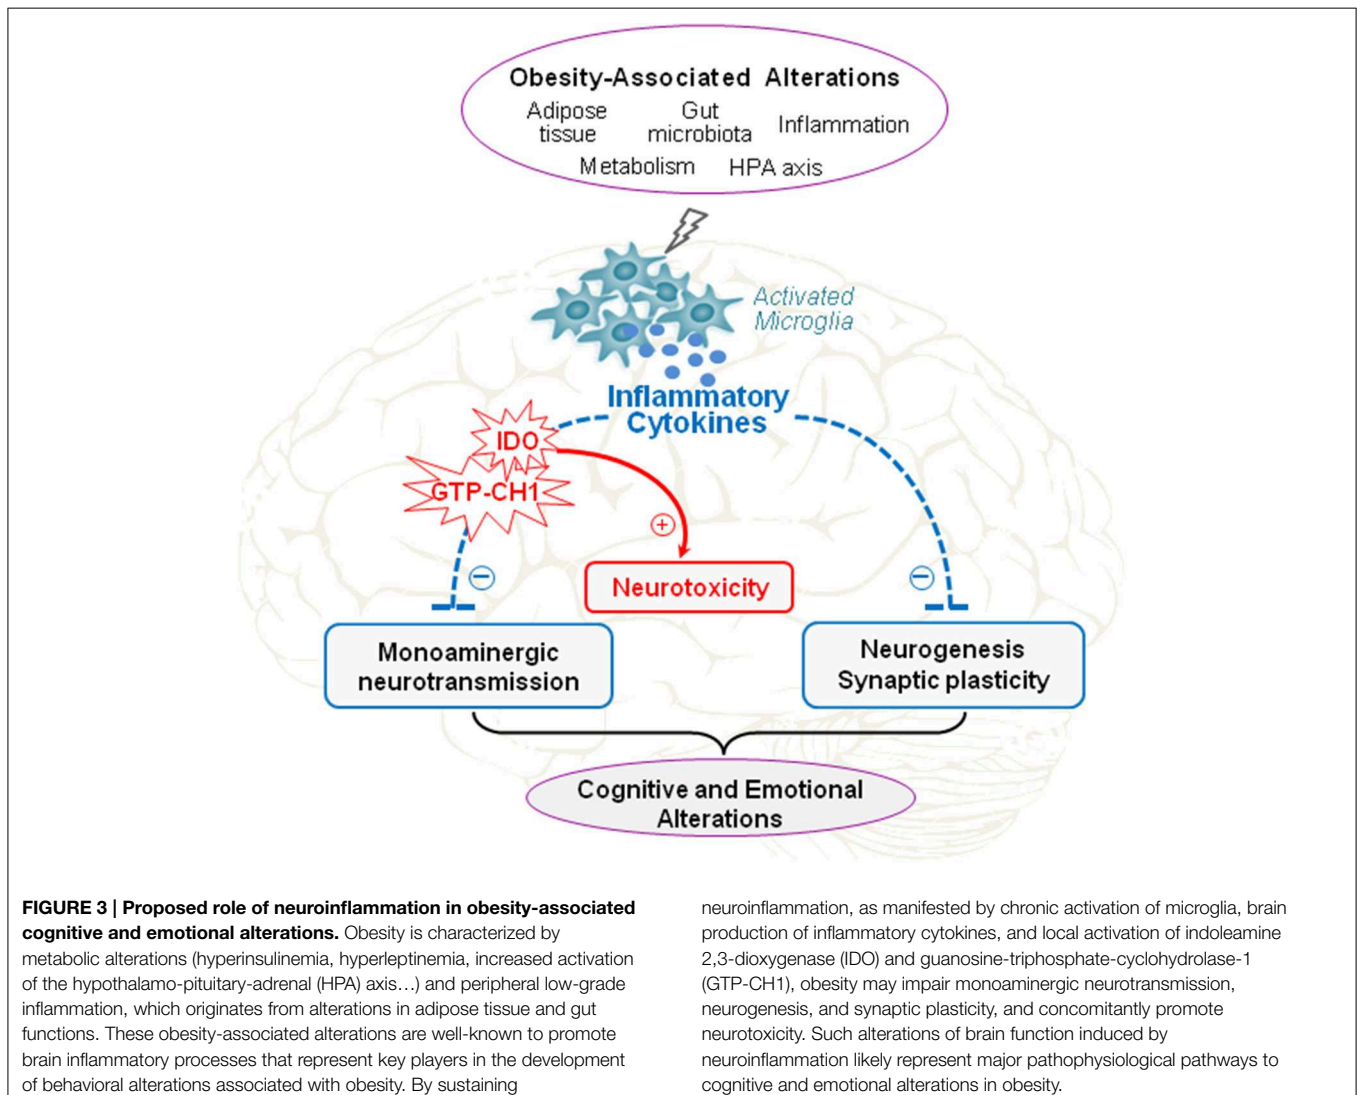 Obesity-Associated Alterations
Adipose
tissue
Gut
microbiota
Inflammation
Metabolism
HPA axis
Activated
Microglia
Inflammatory
Cytokines
IDO
GTP-CH1
+
Neurotoxicity
−
−
Monoaminergic
neurotransmission
Neurogenesis
Synaptic plasticity
Cognitive and Emotional
Alterations
FIGURE 3 | Proposed role of neuroinflammation in obesity-associated
cognitive and emotional alterations. Obesity is characterized by
metabolic alterations (hyperinsulinemia, hyperleptinemia, increased activation
of the hypothalamo-pituitary-adrenal (HPA) axis…) and peripheral low-grade
inflammation, which originates from alterations in adipose tissue and gut
functions. These obesity-associated alterations are well-known to promote
brain inflammatory processes that represent key players in the development
of behavioral alterations associated with obesity. By sustaining
neuroinflammation, as manifested by chronic activation of microglia, brain
production of inflammatory cytokines, and local activation of indoleamine
2,3-dioxygenase (IDO) and guanosine-triphosphate-cyclohydrolase-1
(GTP-CH1), obesity may impair monoaminergic neurotransmission,
neurogenesis, and synaptic plasticity, and concomitantly promote
neurotoxicity. Such alterations of brain function induced by
neuroinflammation likely represent major pathophysiological pathways to
cognitive and emotional alterations in obesity.